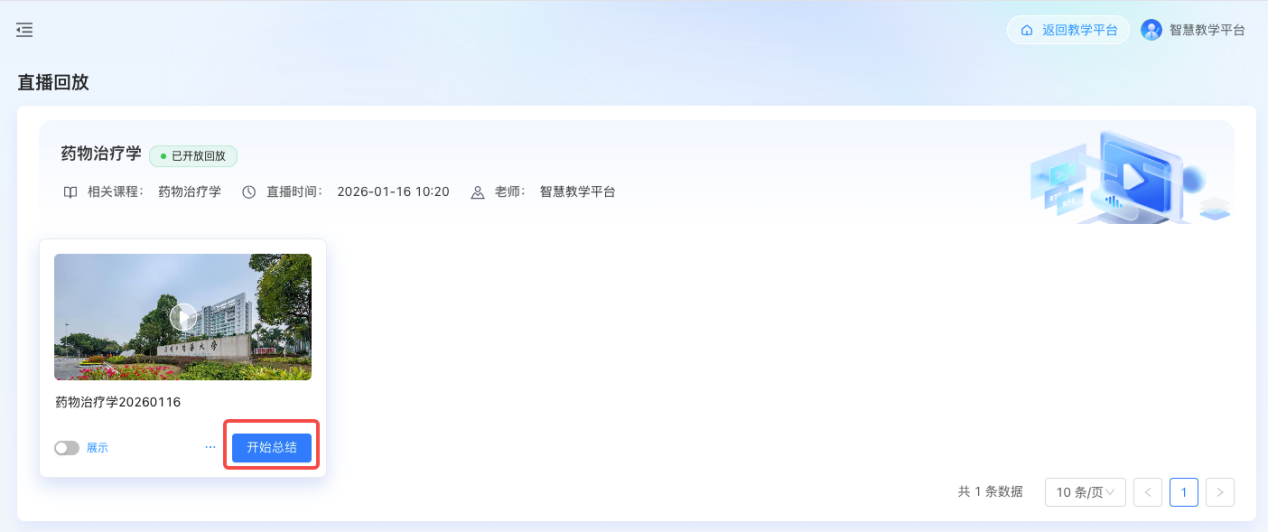 返回教学平台 智慧教学平台
直播回放
药物治疗学 已开放回放
相关课程： 药物治疗学 直播时间： 2026-01-16 10:20 老师： 智慧教学平台
药物治疗学20260116
展示 ... 开始总结
共 1 条数据 10 条/页 < 1 >